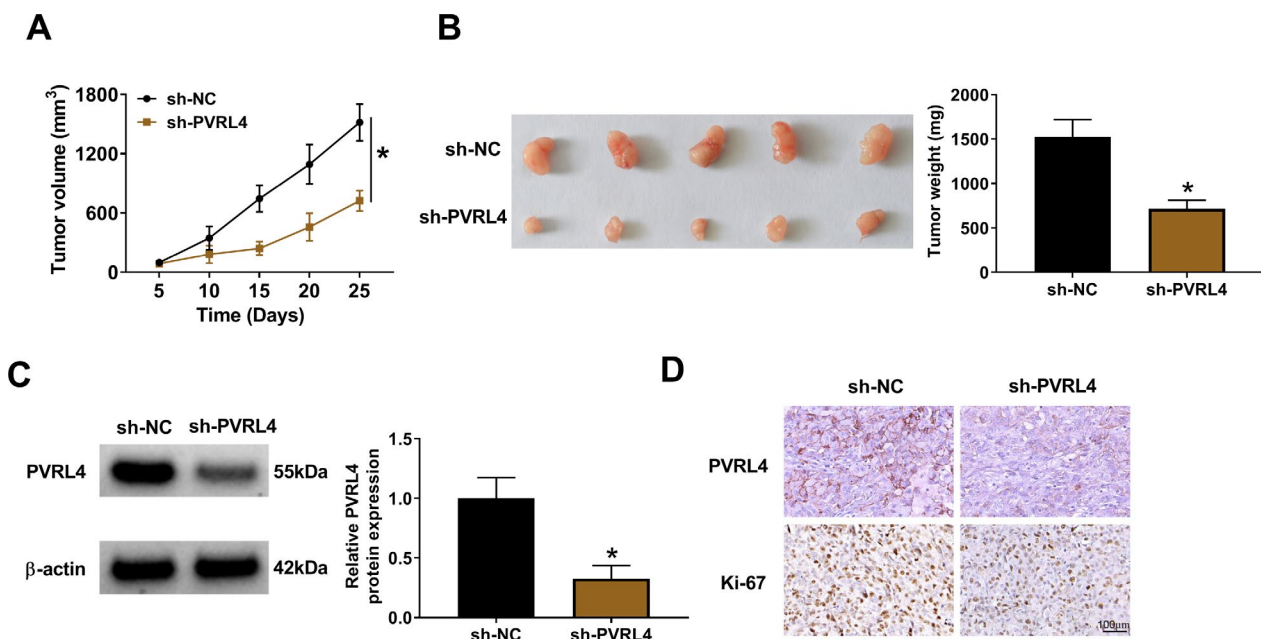 A
Tumor volume (mm³)
1800
1200
600
0
sh-NC
sh-PVRL4
*
5 10 15 20 25
Time (Days)
B
sh-NC
sh-PVRL4
Tumor weight (mg)
2000
1500
1000
500
0
*
sh-NC sh-PVRL4
C
sh-NC sh-PVRL4
PVRL4 55kDa
β-actin 42kDa
Relative PVRL4
protein expression
1.5
1.0
0.5
0.0
*
sh-NC sh-PVRL4
D
sh-NC sh-PVRL4
PVRL4
Ki-67
100μm